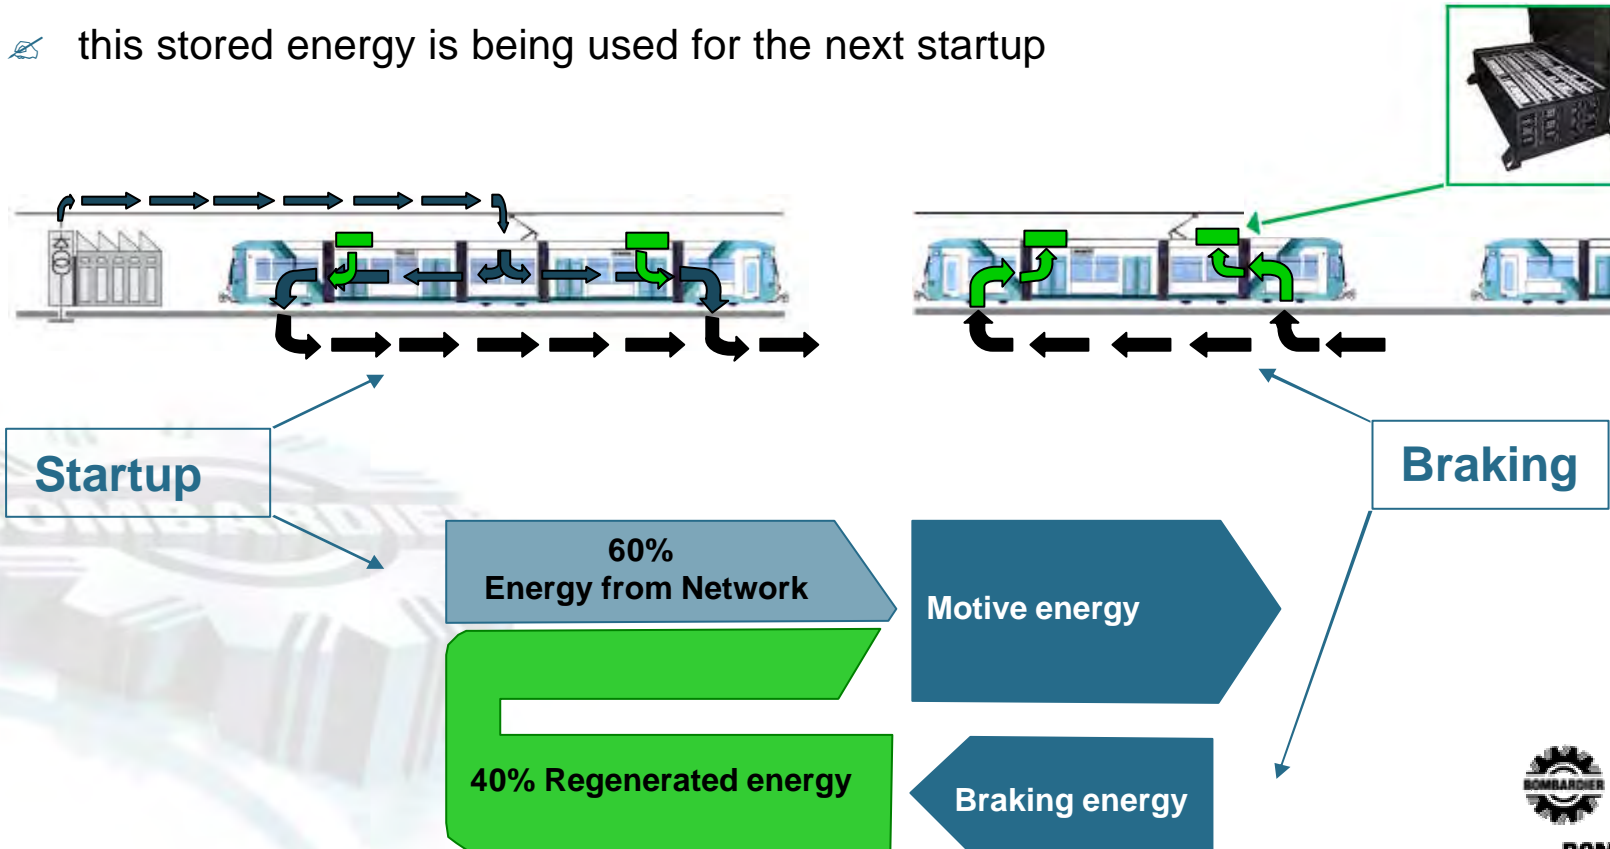 this stored energy is being used for the next startup
Startup
Braking
BOMBARDIER
60%
Energy from Network
Motive energy
40% Regenerated energy
Braking energy
BOMBARDIER